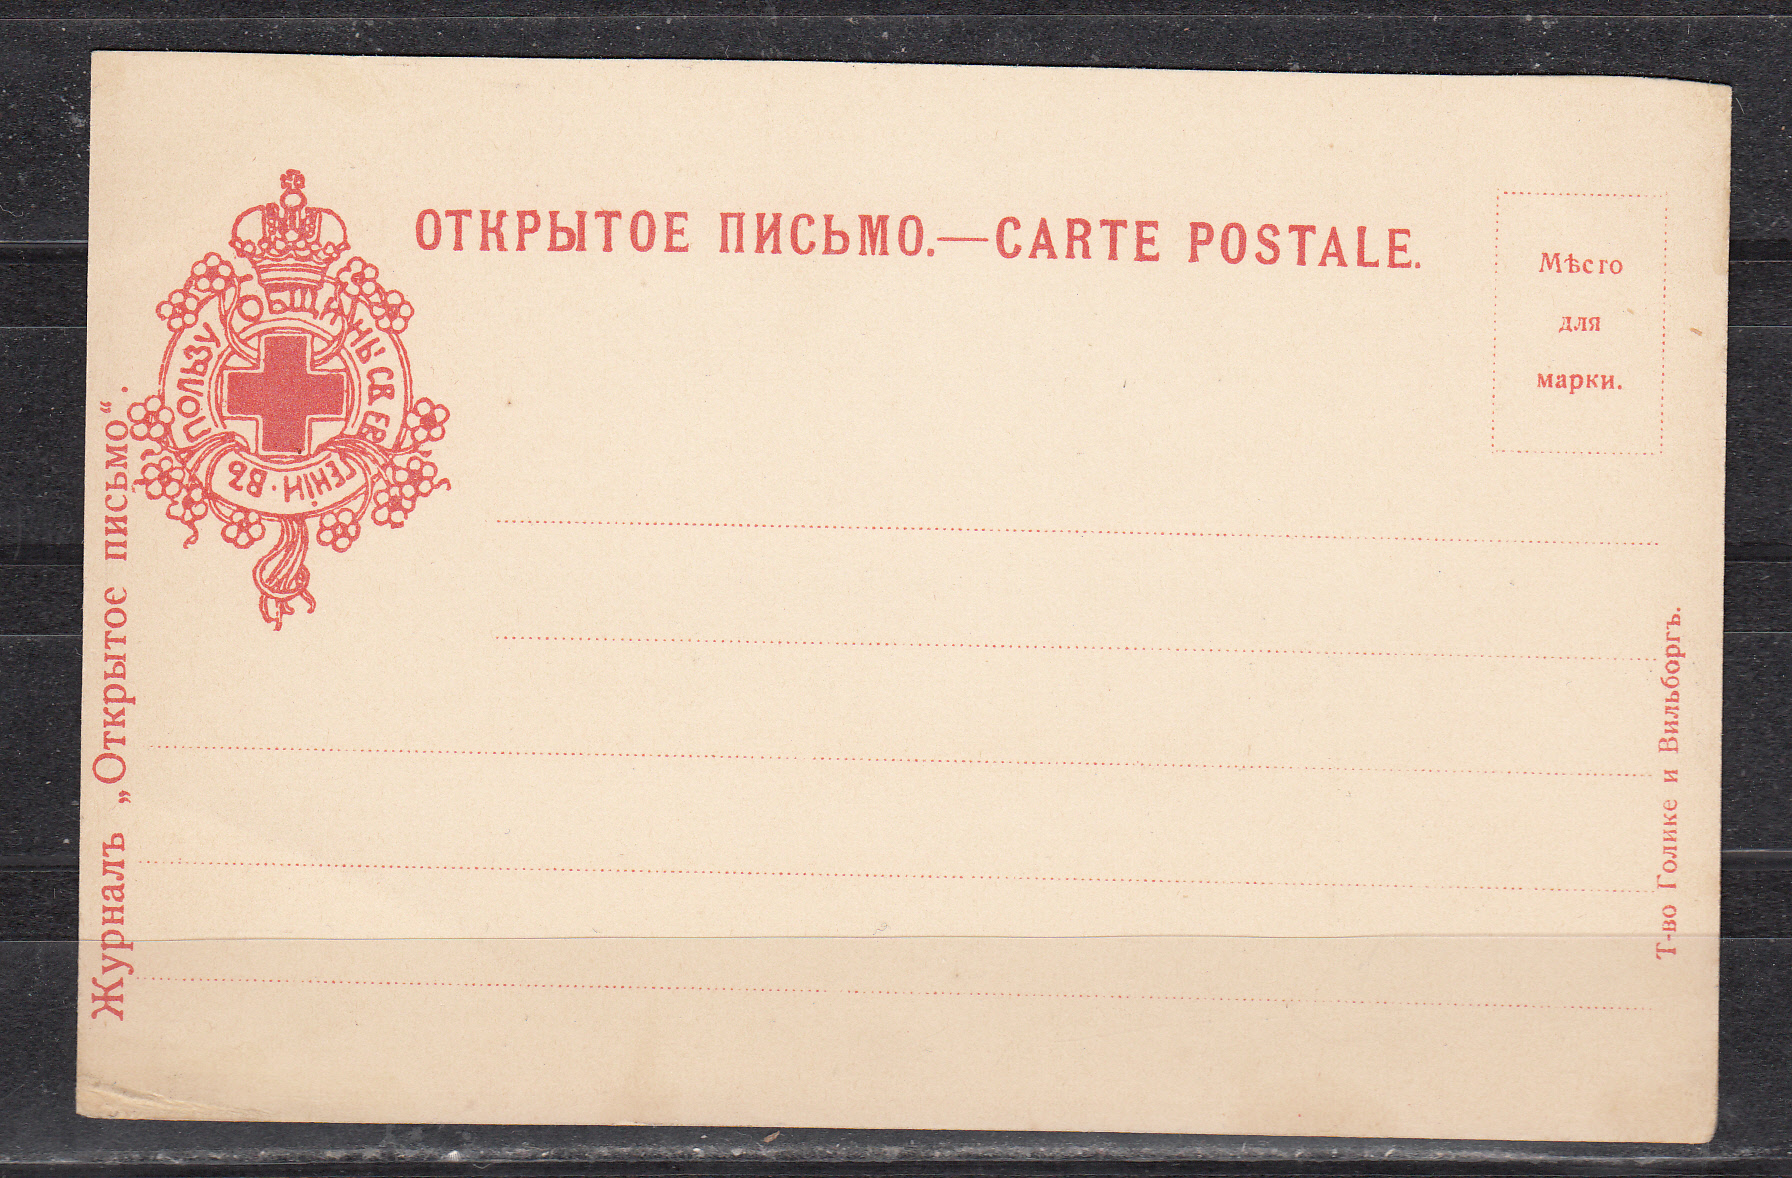 ОТКРЫТОЕ ПИСЬМО.—CARTE POSTALE.
ВЪ ПОЛЬЗУ ОБЩИНЫ СВ ЕВГЕНІИ ·
Мѣсто
для
марки.
Журналъ „Открытое письмо“.
Т-во Голике и Вильборгъ.